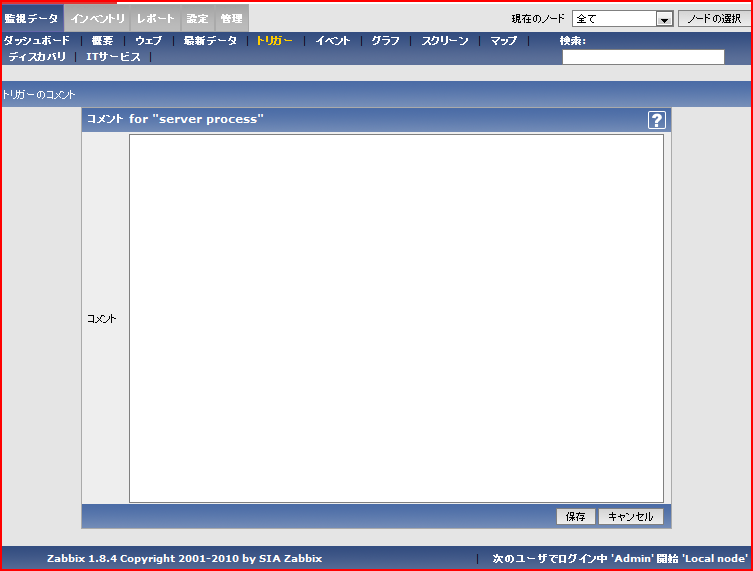 監視データ インベントリ レポート 設定 管理 現在のノード 全て ノードの選択
ダッシュボード | 概要 | ウェブ | 最新データ | トリガー | イベント | グラフ | スクリーン | マップ | 検索:
ディスカバリ | ITサービス |
トリガーのコメント
コメント for "server process" ?
コメント
保存 キャンセル
Zabbix 1.8.4 Copyright 2001-2010 by SIA Zabbix | 次のユーザでログイン中 'Admin' 開始 'Local node'